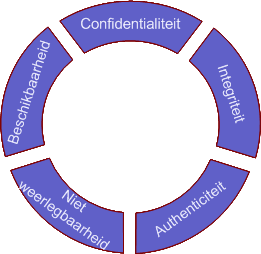 Confidentialiteit
Integriteit
Authenticiteit
Niet
weerlegbaarheid
Beschikbaarheid